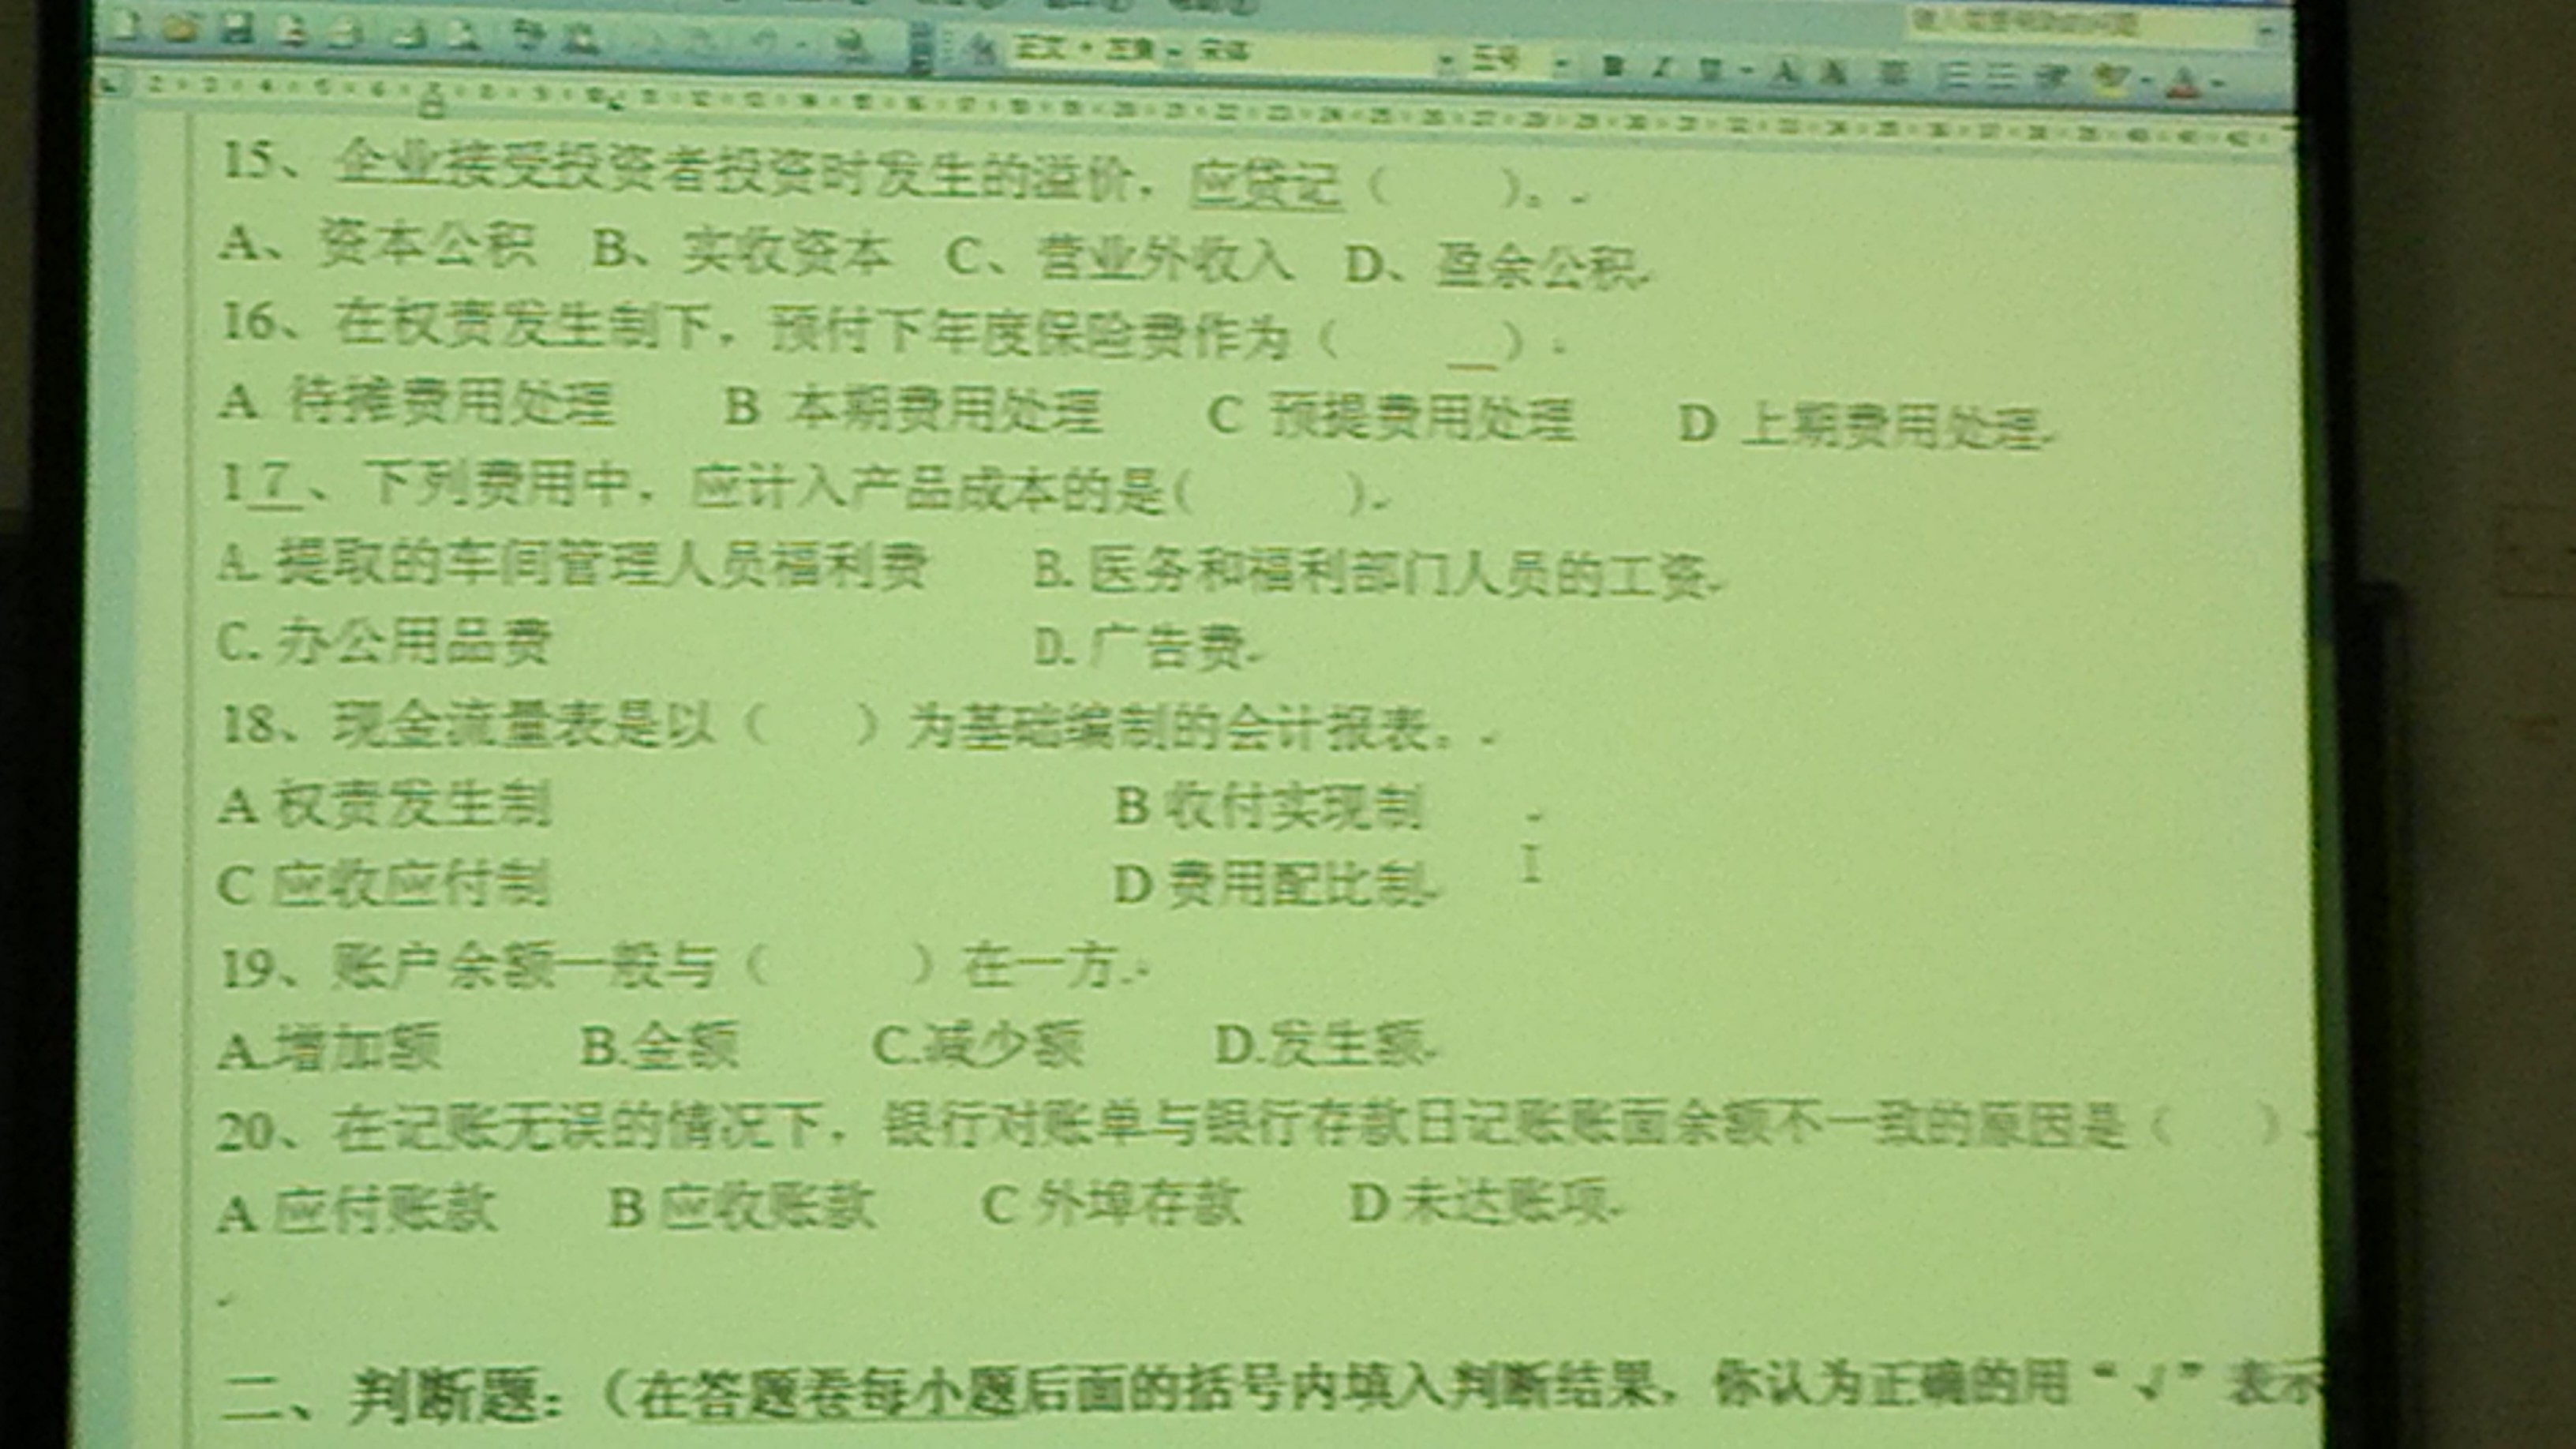 正文 + 左侧 宋体 五号
15、企业接受投资者投资时发生的溢价，应贷记（ ）。
A、资本公积 B、实收资本 C、营业外收入 D、盈余公积
16、在权责发生制下，预付下年度保险费作为（ ）.
A 待摊费用处理 B 本期费用处理 C 预提费用处理 D 上期费用处理
17、下列费用中，应计入产品成本的是( )
A. 提取的车间管理人员福利费 B. 医务和福利部门人员的工资
C. 办公用品费 D. 广告费
18、现金流量表是以（ ）为基础编制的会计报表。
A 权责发生制 B 收付实现制
C 应收应付制 D 费用配比制
19、账户余额一般与（ ）在一方.
A.增加额 B.全额 C.减少额 D.发生额
20、在记账无误的情况下，银行对账单与银行存款日记账账面余额不一致的原因是（ ）
A 应付账款 B 应收账款 C 外埠存款 D 未达账项
二、判断题：（在答题卷每小题后面的括号内填入判断结果，你认为正确的用“√”表示